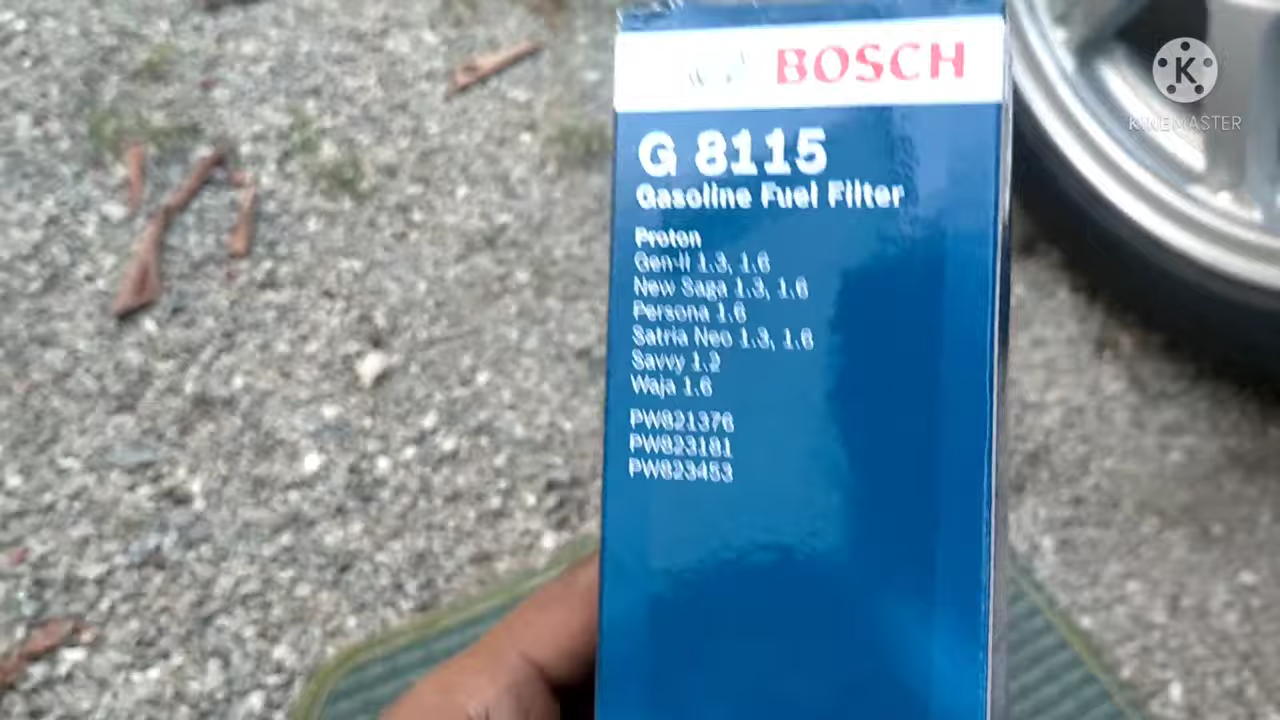 BOSCH
G 8115
Gasoline Fuel Filter
Proton
Gen-II 1.3, 1.6
New Saga 1.3, 1.6
Persona 1.6
Satria Neo 1.3, 1.6
Savvy 1.2
Waja 1.6
PW821376
PW823181
PW823453
K
KINEMASTER